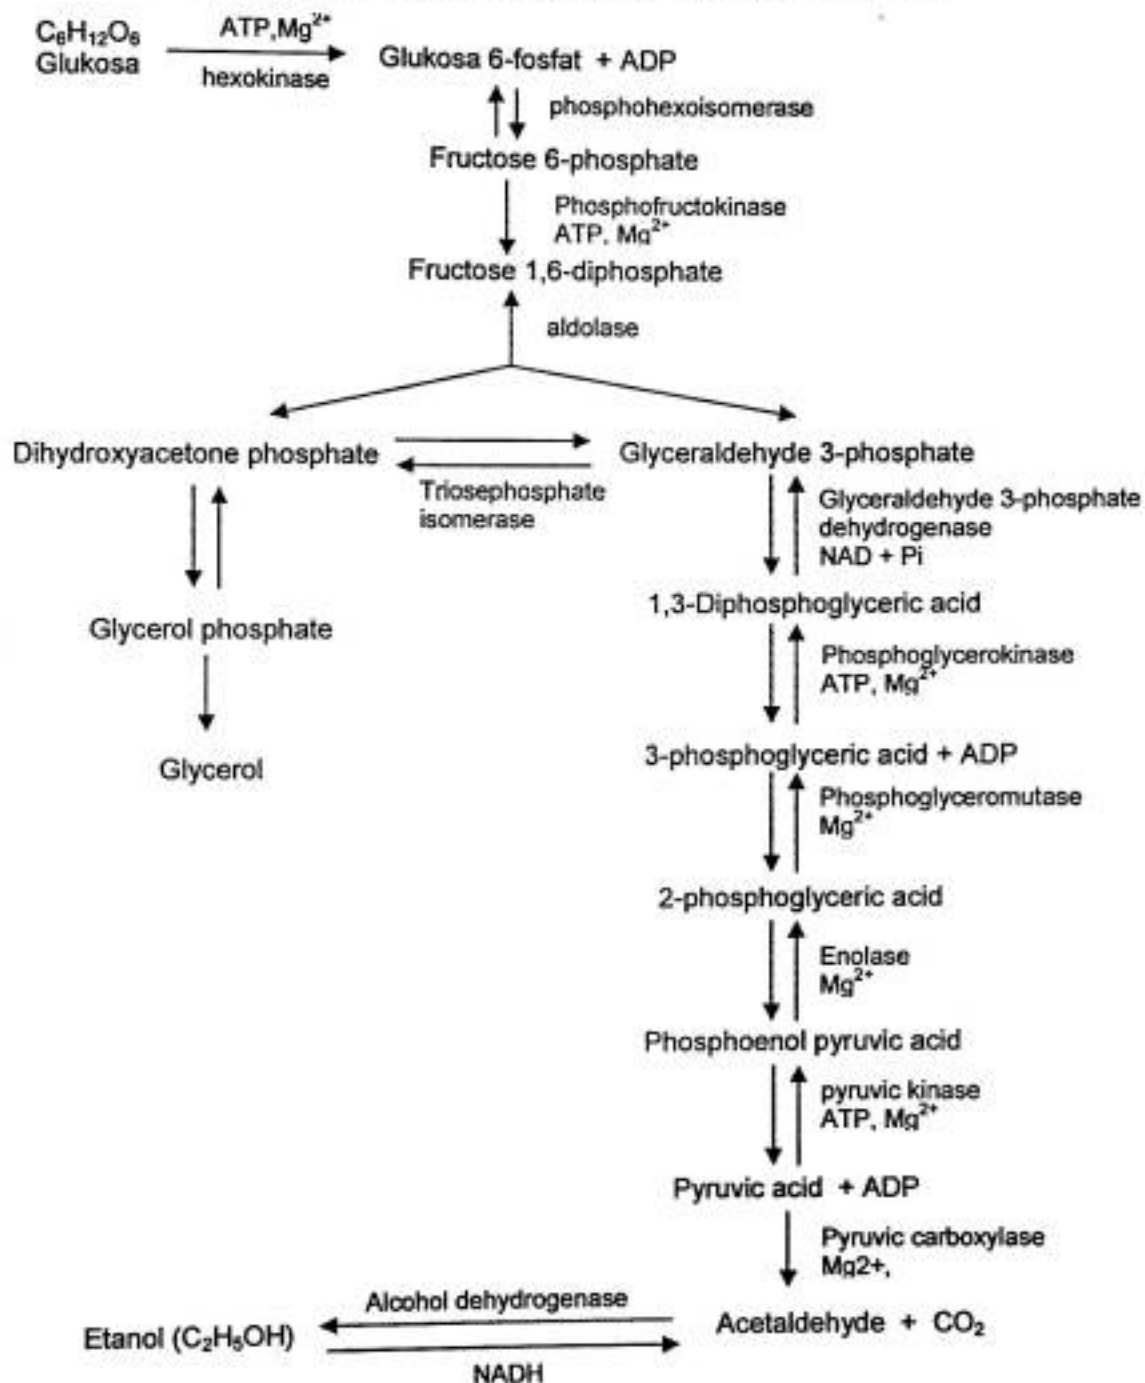 C₆H₁₂O₆
Glukosa
ATP,Mg²⁺
hexokinase
Glukosa 6-fosfat + ADP
phosphohexoisomerase
Fructose 6-phosphate
Phosphofructokinase
ATP, Mg²⁺
Fructose 1,6-diphosphate
aldolase
Dihydroxyacetone phosphate
Glyceraldehyde 3-phosphate
Triosephosphate
isomerase
Glyceraldehyde 3-phosphate
dehydrogenase
NAD + Pi
Glycerol phosphate
1,3-Diphosphoglyceric acid
Phosphoglycerokinase
ATP, Mg²⁺
Glycerol
3-phosphoglyceric acid + ADP
Phosphoglyceromutase
Mg²⁺
2-phosphoglyceric acid
Enolase
Mg²⁺
Phosphoenol pyruvic acid
pyruvic kinase
ATP, Mg²⁺
Pyruvic acid + ADP
Pyruvic carboxylase
Mg2+,
Alcohol dehydrogenase
Etanol (C₂H₅OH)
Acetaldehyde + CO₂
NADH